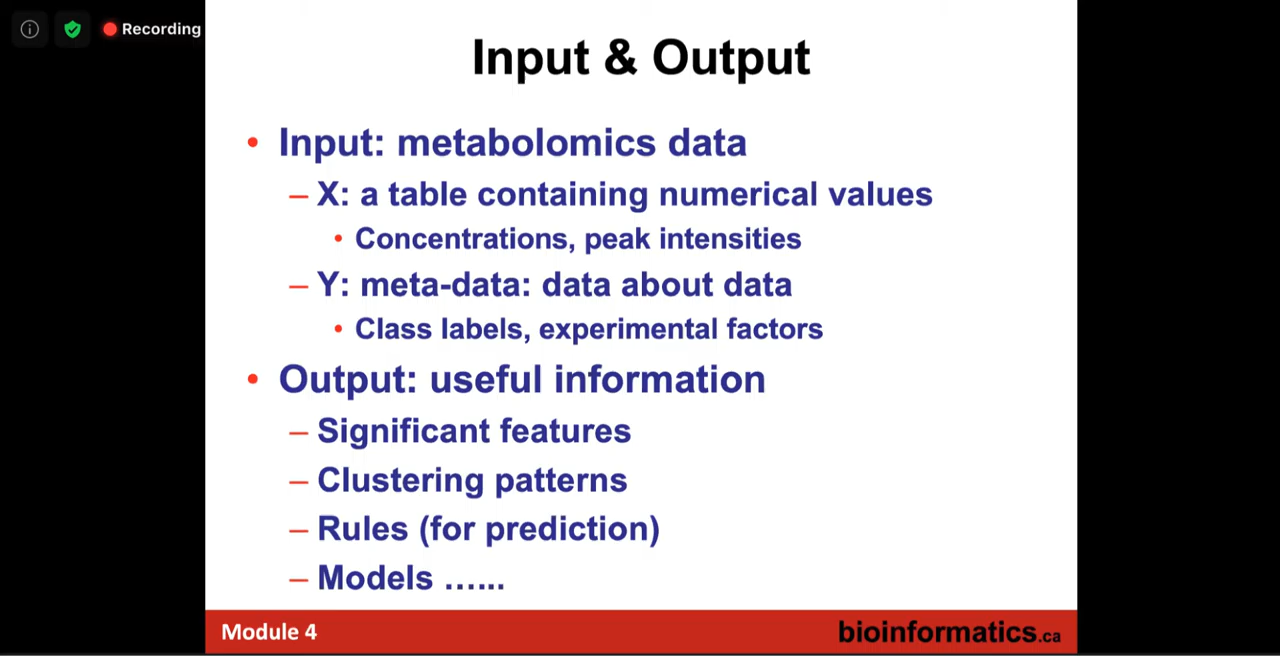 Recording
Input & Output
• Input: metabolomics data
– X: a table containing numerical values
• Concentrations, peak intensities
– Y: meta-data: data about data
• Class labels, experimental factors
• Output: useful information
– Significant features
– Clustering patterns
– Rules (for prediction)
– Models …...
Module 4
bioinformatics.ca